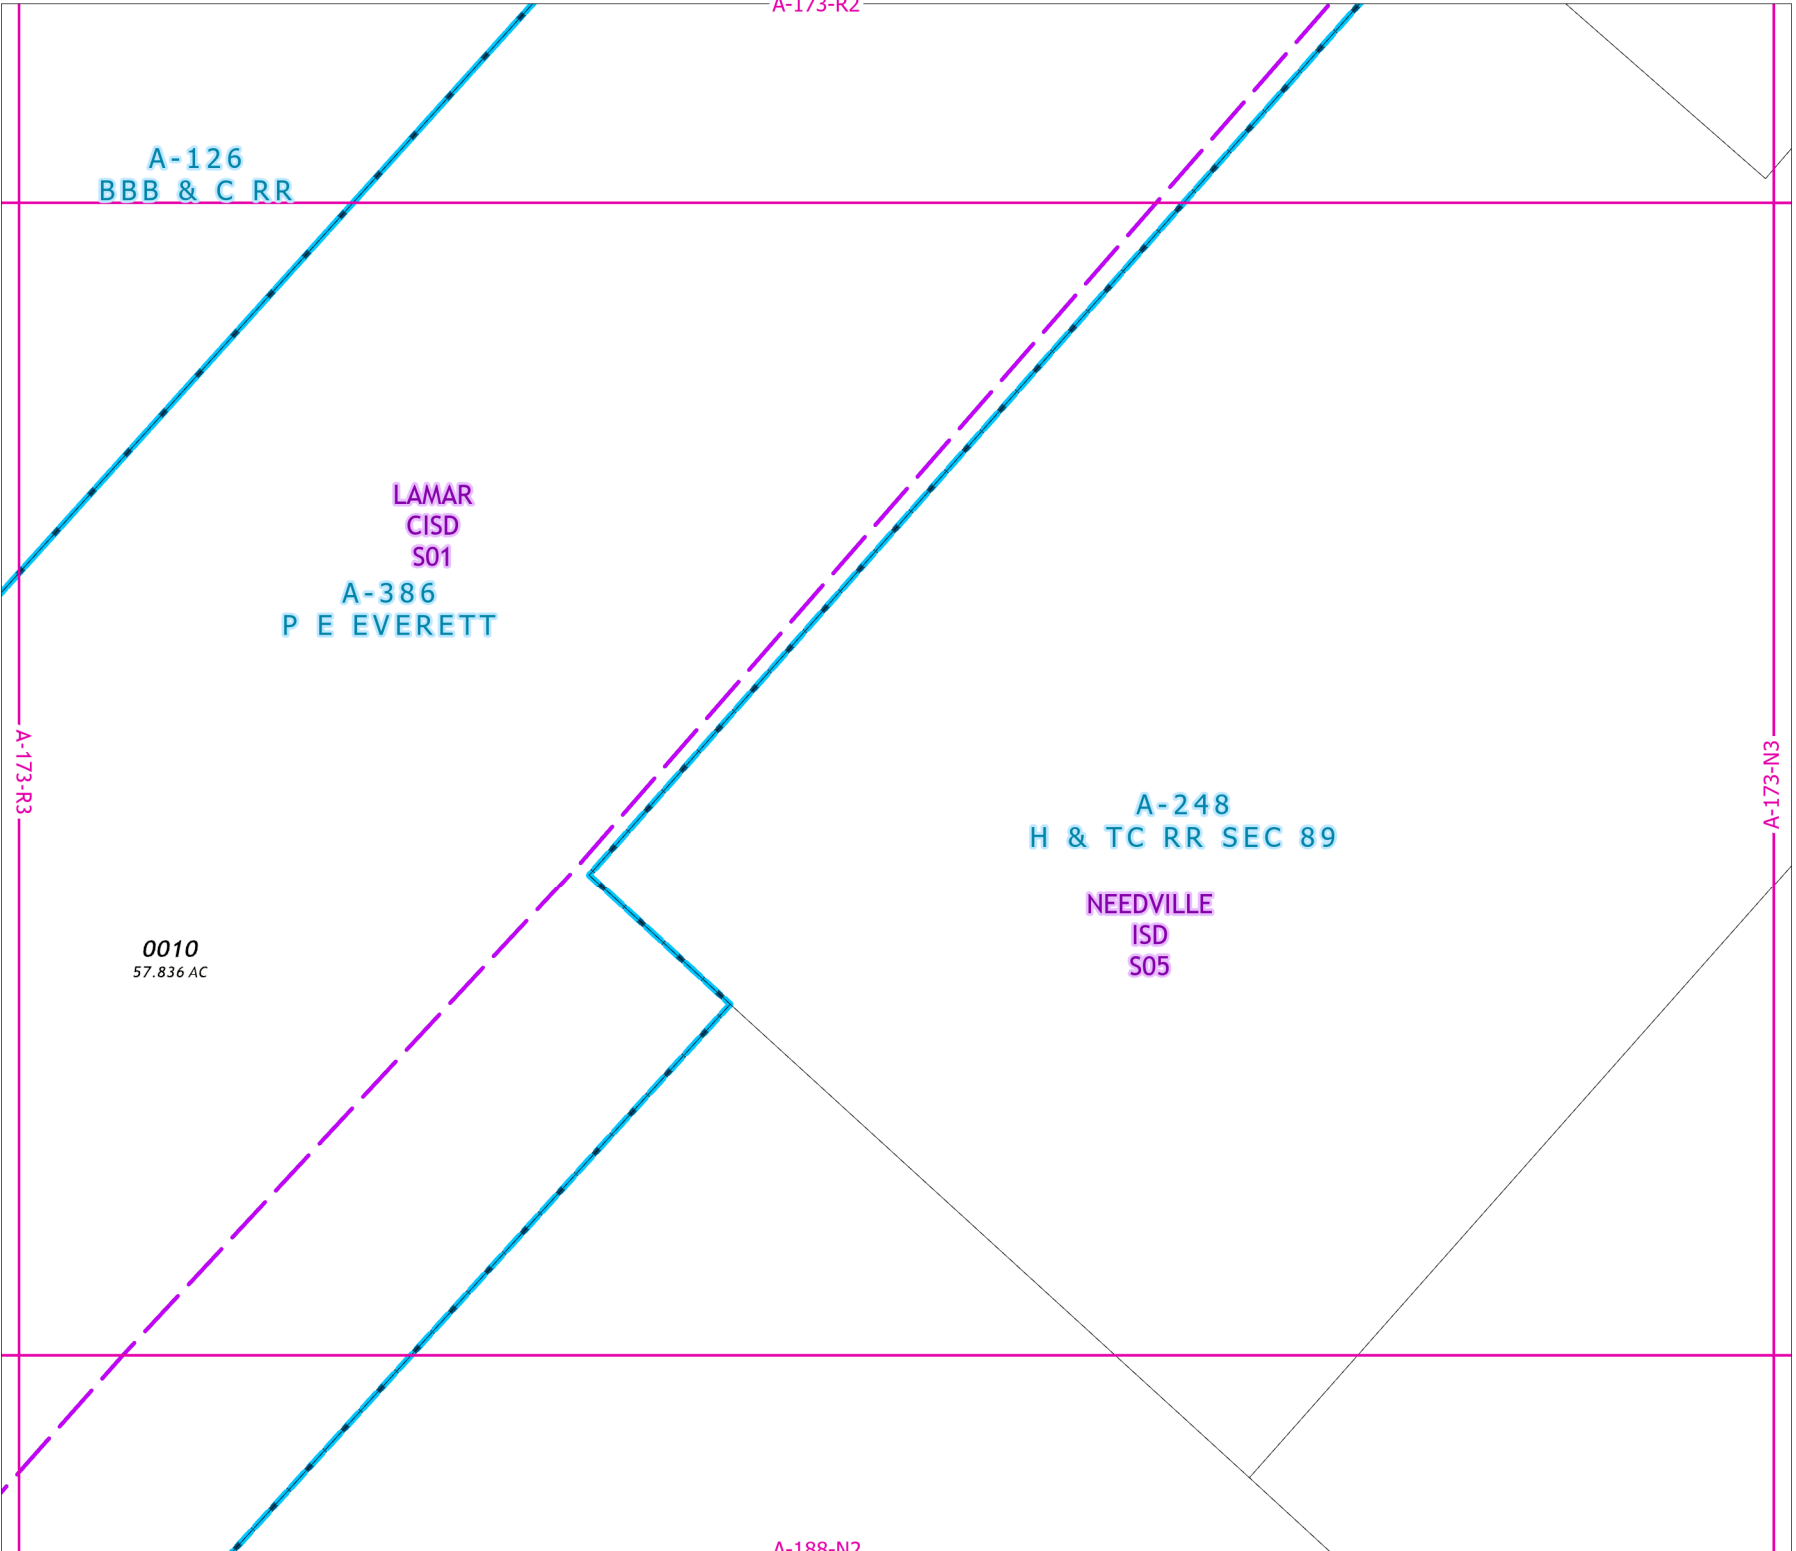 A-173-R2
A-126
BBB & C RR
LAMAR
CISD
S01
A-386
P E EVERETT
A-173-R3
A-173-N3
A-248
H & TC RR SEC 89
NEEDVILLE
ISD
S05
0010
57.836 AC
A-188-N2